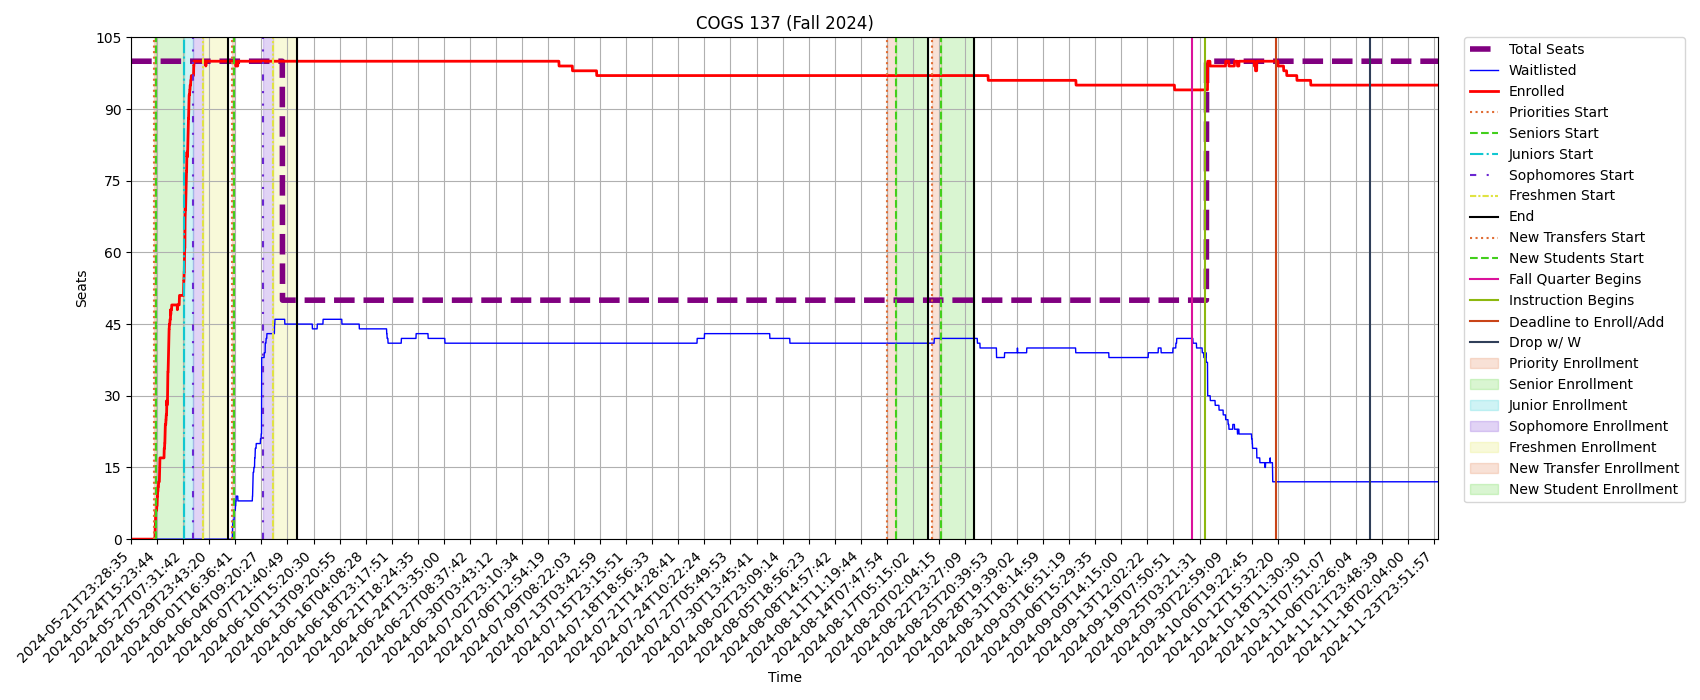 COGS 137 (Fall 2024)
105
90
75
60
45
30
15
0
Seats
2024-05-21T23:28:35
2024-05-24T15:23:44
2024-05-27T07:31:42
2024-05-29T23:43:20
2024-06-01T16:36:41
2024-06-04T09:20:27
2024-06-07T21:40:49
2024-06-10T15:20:30
2024-06-13T09:20:55
2024-06-16T04:08:28
2024-06-18T23:17:51
2024-06-21T18:24:35
2024-06-24T13:35:00
2024-06-27T08:37:42
2024-06-30T03:43:12
2024-07-02T23:10:34
2024-07-06T12:54:19
2024-07-09T08:22:03
2024-07-13T03:42:59
2024-07-15T23:15:51
2024-07-18T18:56:33
2024-07-21T14:28:41
2024-07-24T10:22:24
2024-07-27T05:49:53
2024-07-30T13:45:41
2024-08-02T23:09:14
2024-08-05T18:56:23
2024-08-08T14:57:42
2024-08-11T11:19:44
2024-08-14T07:47:54
2024-08-17T05:15:02
2024-08-20T02:04:15
2024-08-22T23:27:09
2024-08-25T20:39:53
2024-08-28T19:39:02
2024-08-31T18:14:59
2024-09-03T16:51:19
2024-09-06T15:29:35
2024-09-09T14:15:00
2024-09-13T12:02:22
2024-09-19T07:50:51
2024-09-25T03:21:31
2024-09-30T22:59:09
2024-10-06T19:22:45
2024-10-12T15:32:20
2024-10-18T11:30:30
2024-10-31T07:51:07
2024-11-06T02:26:04
2024-11-11T23:48:39
2024-11-18T02:04:00
2024-11-23T23:51:57
Time
Total Seats
Waitlisted
Enrolled
Priorities Start
Seniors Start
Juniors Start
Sophomores Start
Freshmen Start
End
New Transfers Start
New Students Start
Fall Quarter Begins
Instruction Begins
Deadline to Enroll/Add
Drop w/ W
Priority Enrollment
Senior Enrollment
Junior Enrollment
Sophomore Enrollment
Freshmen Enrollment
New Transfer Enrollment
New Student Enrollment